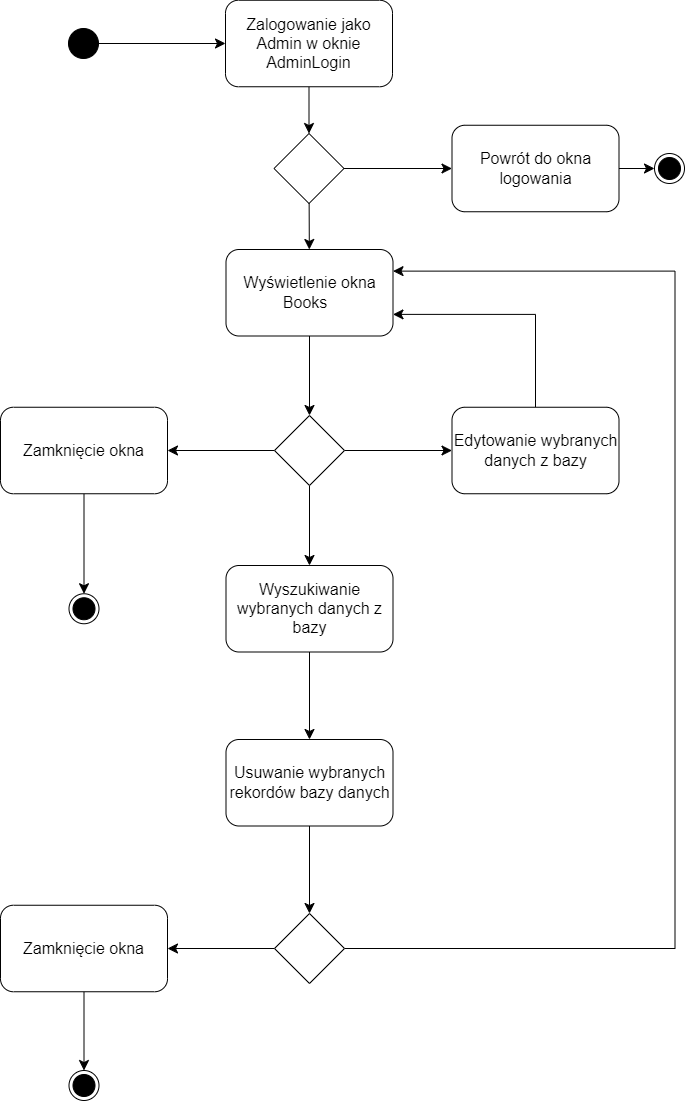 Zalogowanie jako
Admin w oknie
AdminLogin
Powrót do okna
logowania
Wyświetlenie okna
Books
Zamknięcie okna
Edytowanie wybranych
danych z bazy
Wyszukiwanie
wybranych danych z
bazy
Usuwanie wybranych
rekordów bazy danych
Zamknięcie okna